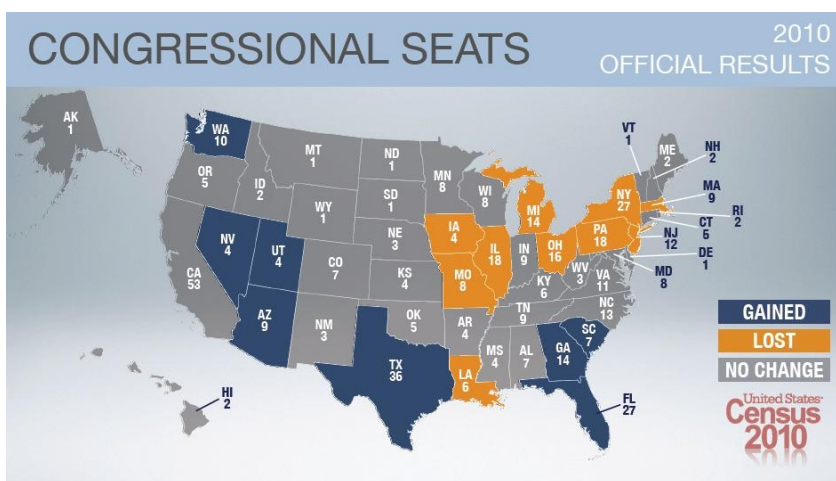 CONGRESSIONAL SEATS
2010
OFFICIAL RESULTS
AK
1
WA
10
OR
5
ID
2
MT
1
ND
1
MN
8
SD
1
WY
1
WI
8
MI
14
VT
1
ME
2
NH
2
NY
27
MA
9
RI
2
CT
5
NJ
12
DE
1
MD
8
PA
18
OH
16
IN
9
IL
18
IA
4
NE
3
NV
4
UT
4
CO
7
CA
53
KS
4
MO
8
KY
6
WV
3
VA
11
NC
13
TN
9
SC
7
GA
14
AL
7
MS
4
AR
4
OK
5
NM
3
AZ
9
TX
36
LA
6
FL
27
HI
2
GAINED
LOST
NO CHANGE
United States
Census
2010